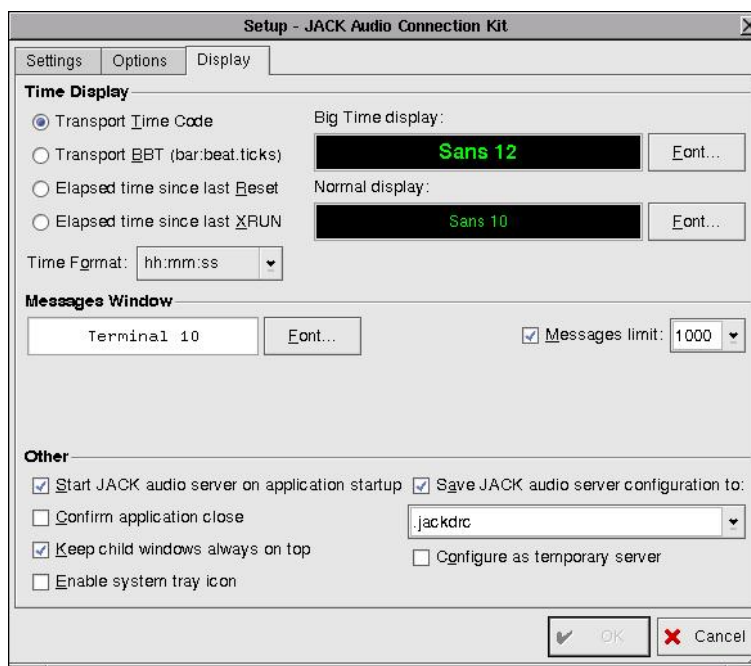 Setup - JACK Audio Connection Kit
Settings Options Display
Time Display
Transport Time Code
Transport BBT (bar:beat.ticks)
Elapsed time since last Reset
Elapsed time since last XRUN
Time Format: hh:mm:ss
Big Time display:
Sans 12 Font...
Normal display:
Sans 10 Font...
Messages Window
Terminal 10 Font... Messages limit: 1000
Other
Start JACK audio server on application startup
Confirm application close
Keep child windows always on top
Enable system tray icon
Save JACK audio server configuration to:
.jackdrc
Configure as temporary server
OK Cancel